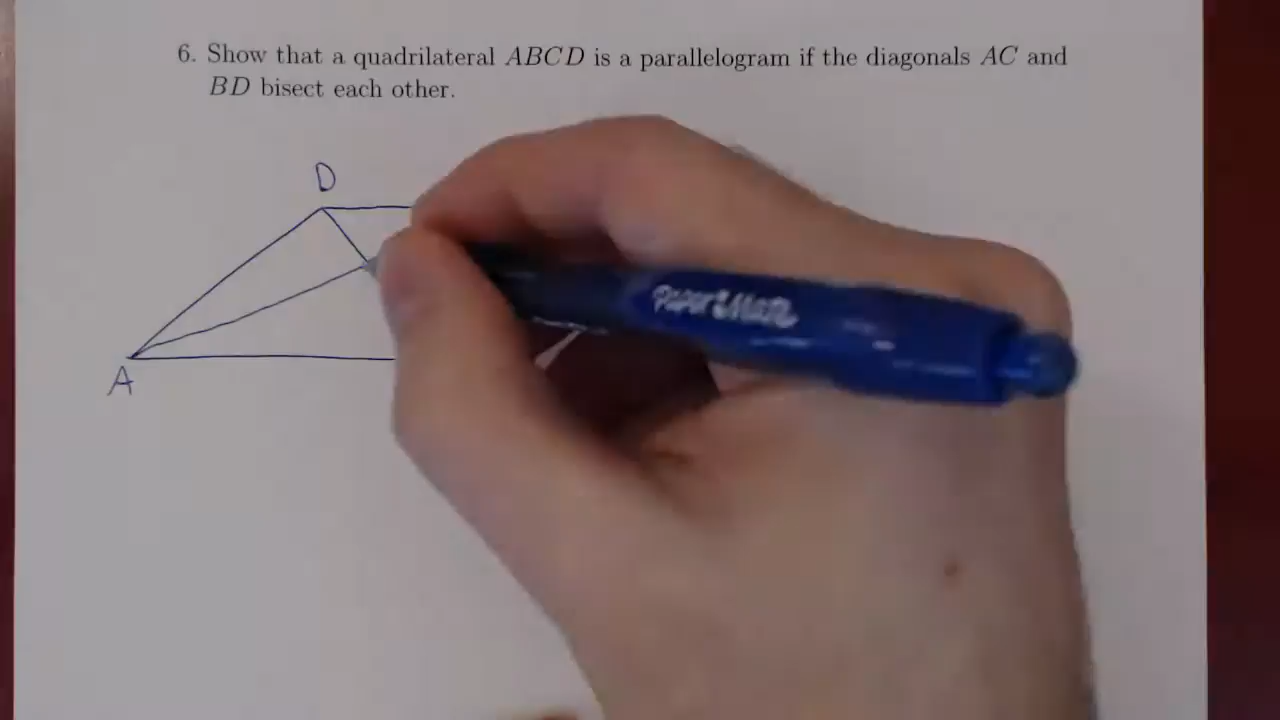 6. Show that a quadrilateral ABCD is a parallelogram if the diagonals AC and
BD bisect each other.
D
PaperMate
A